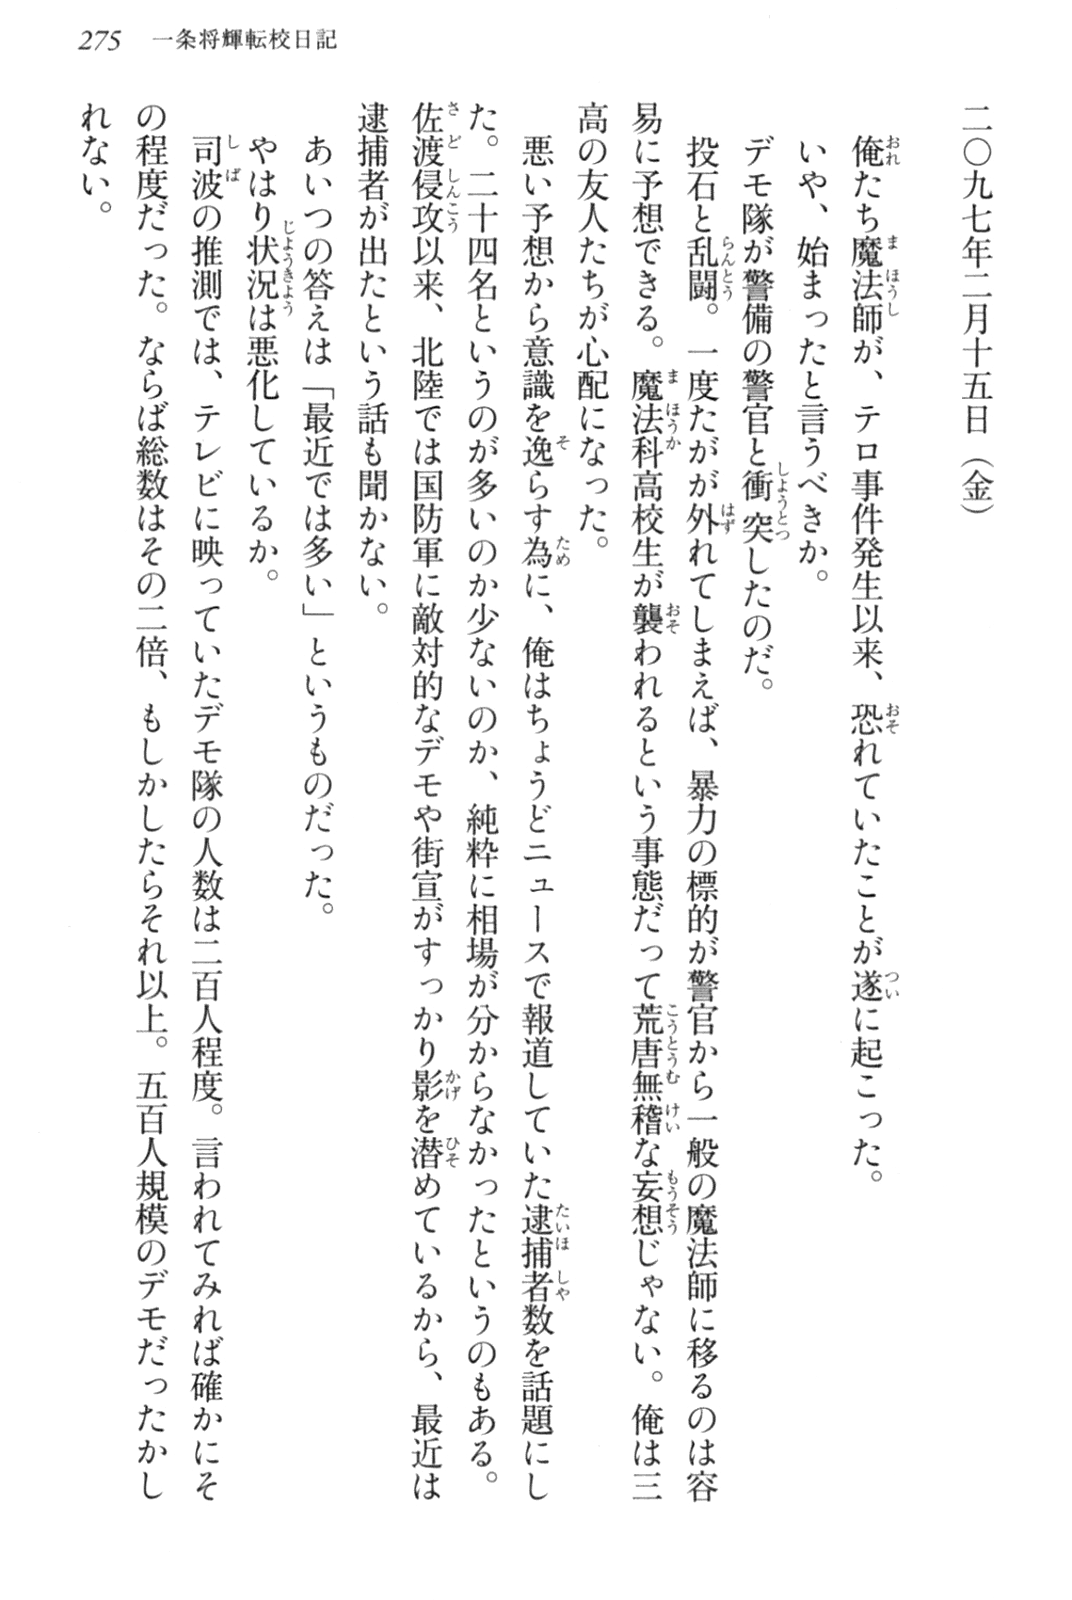 275　一条将輝転校日記
二〇九七年二月十五日（金）
俺たち魔法師が、テロ事件発生以来、恐れていたことが遂に起こった。
いや、始まったと言うべきか。
デモ隊が警備の警官と衝突したのだ。
投石と乱闘。一度たがが外れてしまえば、暴力の標的が警官から一般の魔法師に移るのは容
易に予想できる。魔法科高校生が襲われるという事態だって荒唐無稽な妄想じゃない。俺は三
高の友人たちが心配になった。
悪い予想から意識を逸らす為に、俺はちょうどニュースで報道していた逮捕者数を話題にし
た。二十四名というのが多いのか少ないのか、純粋に相場が分からなかったというのもある。
佐渡侵攻以来、北陸では国防軍に敵対的なデモや街宣がすっかり影を潜めているから、最近は
逮捕者が出たという話も聞かない。
あいつの答えは「最近では多い」というものだった。
やはり状況は悪化しているか。
司波の推測では、テレビに映っていたデモ隊の人数は二百人程度。言われてみれば確かにそ
の程度だった。ならば総数はその二倍、もしかしたらそれ以上。五百人規模のデモだったかし
れない。